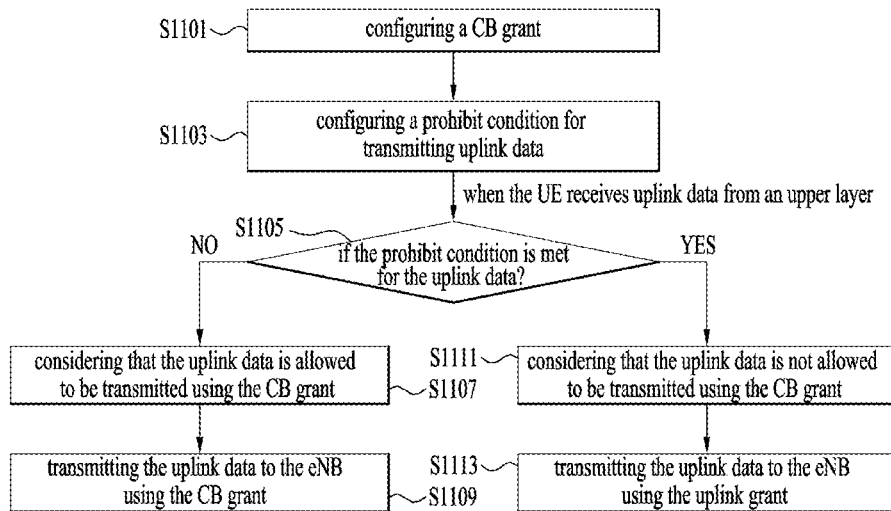 S1101
configuring a CB grant
S1103
configuring a prohibit condition for
transmitting uplink data
when the UE receives uplink data from an upper layer
S1105
NO
YES
if the prohibit condition is met
for the uplink data?
considering that the uplink data is allowed
to be transmitted using the CB grant
S1107
S1111
considering that the uplink data is not allowed
to be transmitted using the CB grant
transmitting the uplink data to the eNB
using the CB grant
S1109
S1113
transmitting the uplink data to the eNB
using the uplink grant